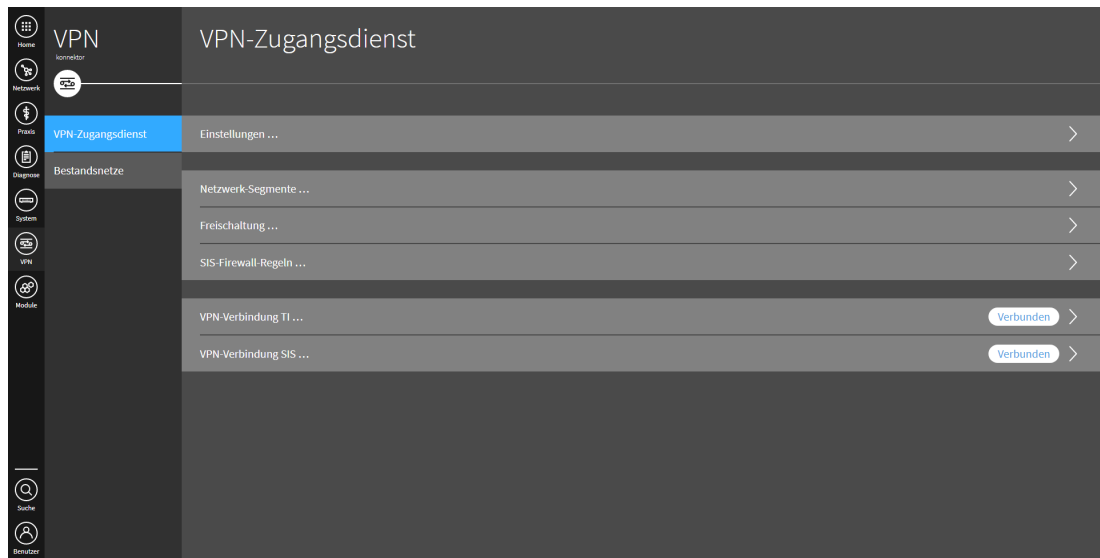 Home
Netzwerk
Praxis
Diagnose
System
VPN
Module
Suche
Benutzer
VPN
konnektor
VPN-Zugangsdienst
Bestandsnetze
VPN-Zugangsdienst
Einstellungen ...
Netzwerk-Segmente ...
Freischaltung ...
SIS-Firewall-Regeln ...
VPN-Verbindung TI ... Verbunden
VPN-Verbindung SIS ... Verbunden